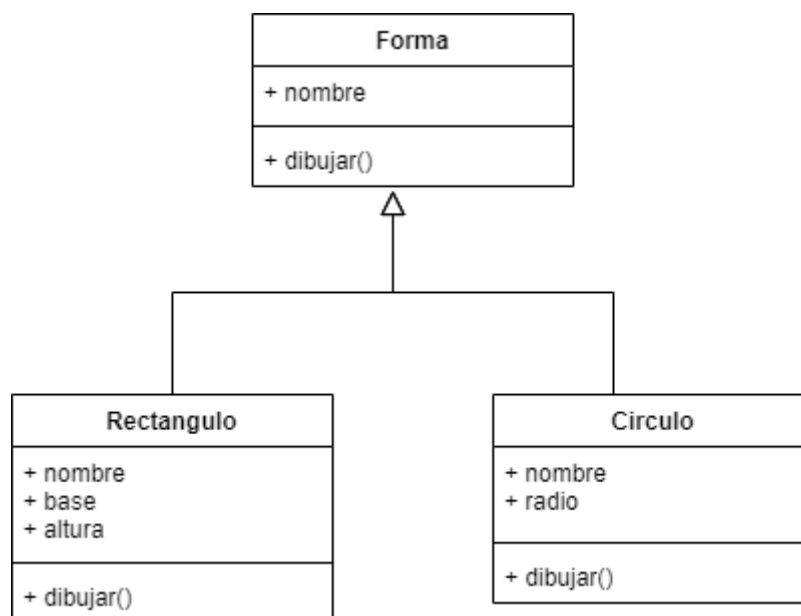 Forma
+ nombre
+ dibujar()
Rectangulo
+ nombre
+ base
+ altura
+ dibujar()
Circulo
+ nombre
+ radio
+ dibujar()